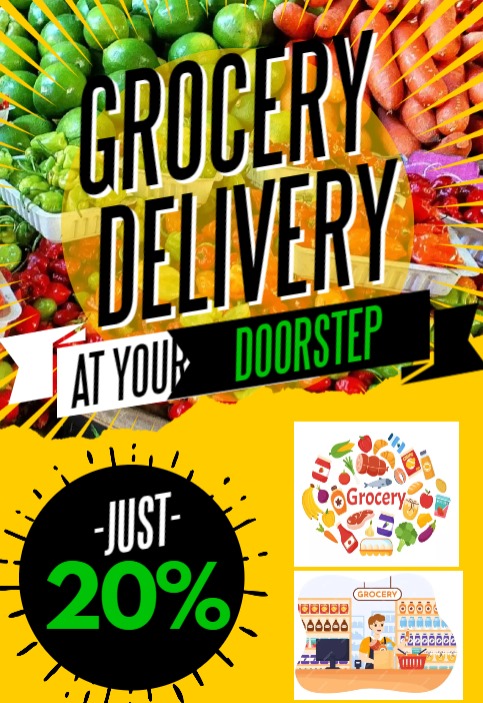 GROCERY
DELIVERY
AT YOUR DOORSTEP
-JUST-
20%
Grocery
GROCERY